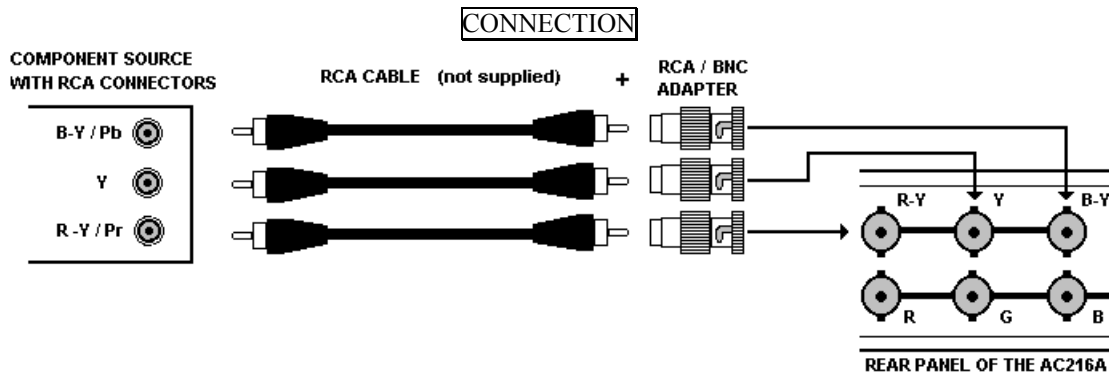 CONNECTION
COMPONENT SOURCE
WITH RCA CONNECTORS
RCA CABLE (not supplied)
+
RCA / BNC
ADAPTER
B-Y / Pb
Y
R -Y / Pr
R-Y
Y
B-Y
R
G
B
REAR PANEL OF THE AC216A